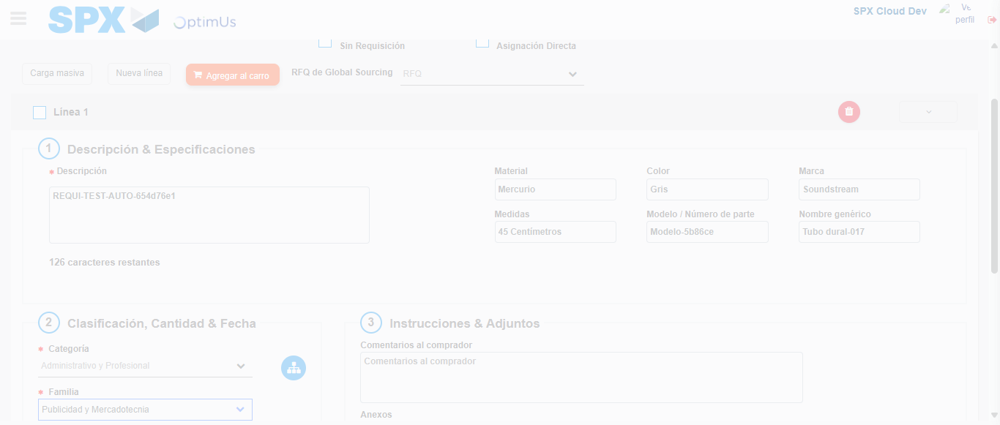 SPX
OptimUs
SPX Cloud Dev
Ve
perfil
Sin Requisición
Asignación Directa
Carga masiva
Nueva línea
Agregar al carro
RFQ de Global Sourcing
RFQ
Línea 1
1
Descripción & Especificaciones
* Descripción
Material
Color
Marca
REQUI-TEST-AUTO-654d76e1
Mercurio
Gris
Soundstream
Medidas
Modelo / Número de parte
Nombre genérico
45 Centímetros
Modelo-5b86ce
Tubo dural-017
126 caracteres restantes
2
Clasificación, Cantidad & Fecha
3
Instrucciones & Adjuntos
* Categoría
Comentarios al comprador
Administrativo y Profesional
Comentarios al comprador
* Familia
Publicidad y Mercadotecnia
Anexos